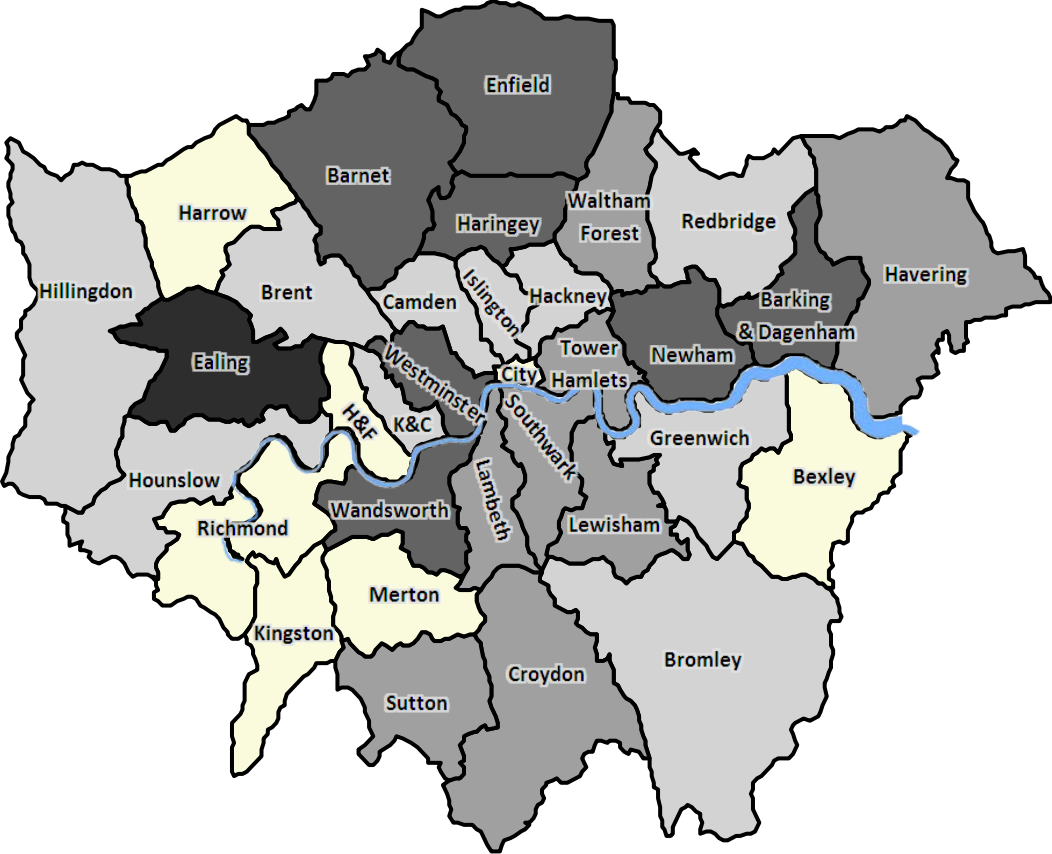 Enfield
Barnet
Harrow
Haringey
Waltham
Forest
Redbridge
Havering
Hillingdon
Brent
Camden
Islington
Hackney
Barking
& Dagenham
Ealing
Westminster
City
Tower
Hamlets
Newham
H&F
K&C
Southwark
Greenwich
Hounslow
Bexley
Richmond
Wandsworth
Lambeth
Lewisham
Merton
Kingston
Croydon
Bromley
Sutton